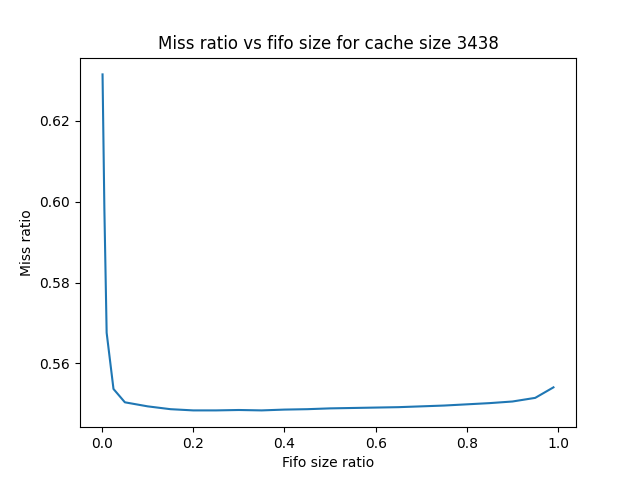 Miss ratio vs fifo size for cache size 3438
Miss ratio
0.62
0.60
0.58
0.56
0.0 0.2 0.4 0.6 0.8 1.0
Fifo size ratio